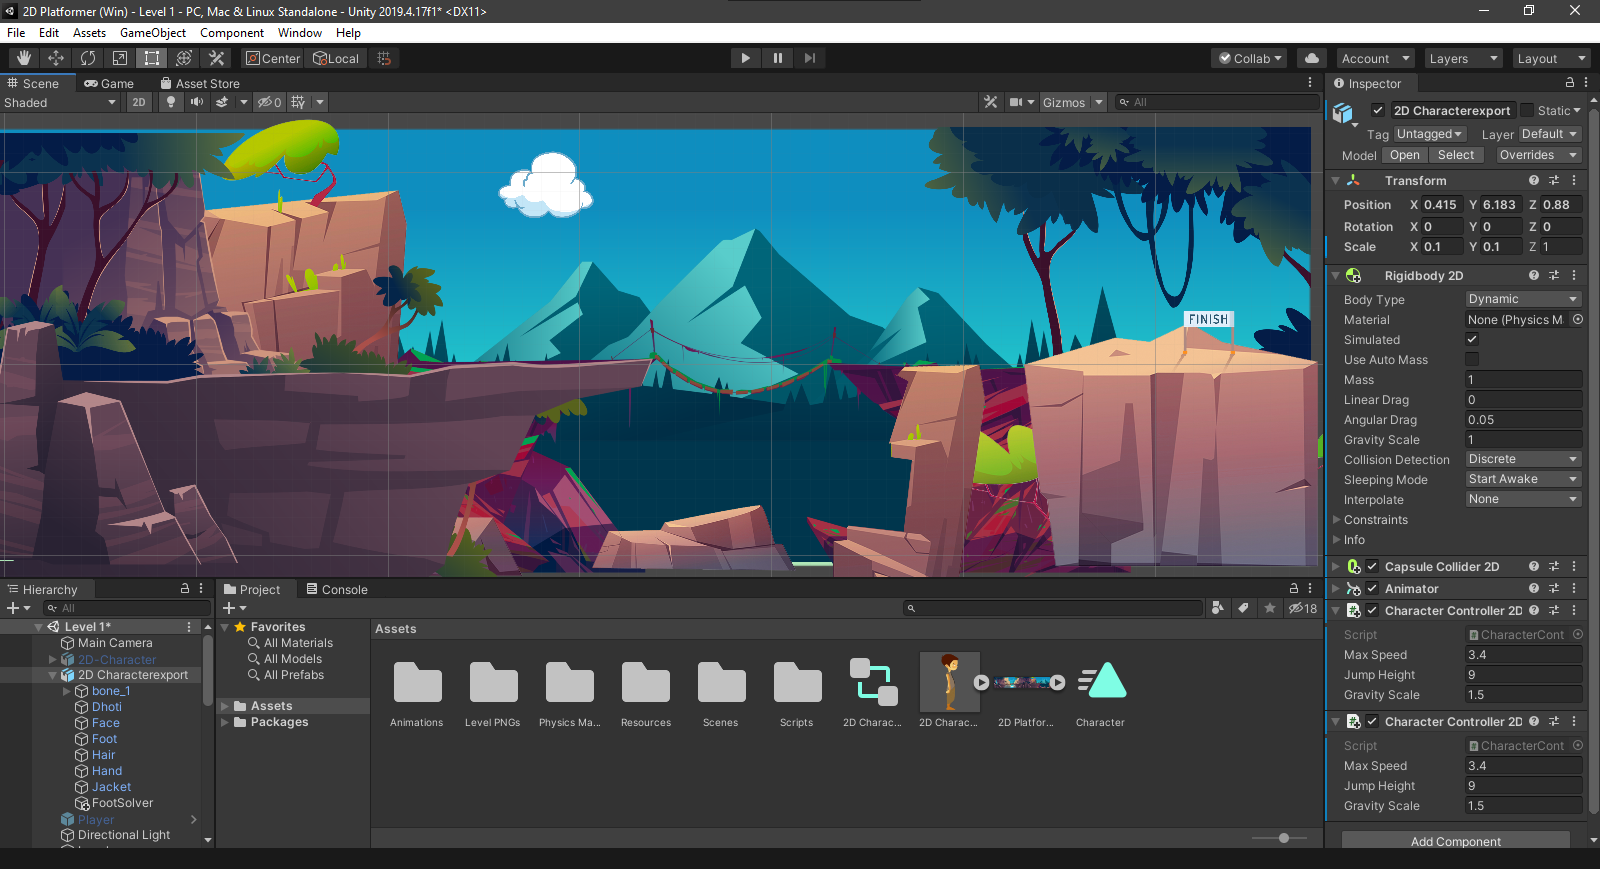 2D Platformer (Win) - Level 1 - PC, Mac & Linux Standalone - Unity 2019.4.17f1* <DX11>
File Edit Assets GameObject Component Window Help
Center Local Collab Account Layers Layout
Scene Game Asset Store
Shaded 2D 0 Gizmos All
FINISH
Hierarchy
All
Level 1*
Main Camera
2D-Character
2D Characterexport
bone_1
Dhoti
Face
Foot
Hair
Hand
Jacket
FootSolver
Player
Directional Light
Project Console
18
Favorites
All Materials
All Models
All Prefabs
Assets
Packages
Assets
Animations Level PNGs Physics Ma... Resources Scenes Scripts 2D Charac... 2D Charac... 2D Platfor... Character
Inspector
2D Characterexport Static
Tag Untagged Layer Default
Model Open Select Overrides
Transform
Position X 0.415 Y 6.183 Z 0.88
Rotation X 0 Y 0 Z 0
Scale X 0.1 Y 0.1 Z 1
Rigidbody 2D
Body Type Dynamic
Material None (Physics M
Simulated
Use Auto Mass
Mass 1
Linear Drag 0
Angular Drag 0.05
Gravity Scale 1
Collision Detection Discrete
Sleeping Mode Start Awake
Interpolate None
Constraints
Info
Capsule Collider 2D
Animator
Character Controller 2D
Script # CharacterCont
Max Speed 3.4
Jump Height 9
Gravity Scale 1.5
Character Controller 2D
Script # CharacterCont
Max Speed 3.4
Jump Height 9
Gravity Scale 1.5
Add Component